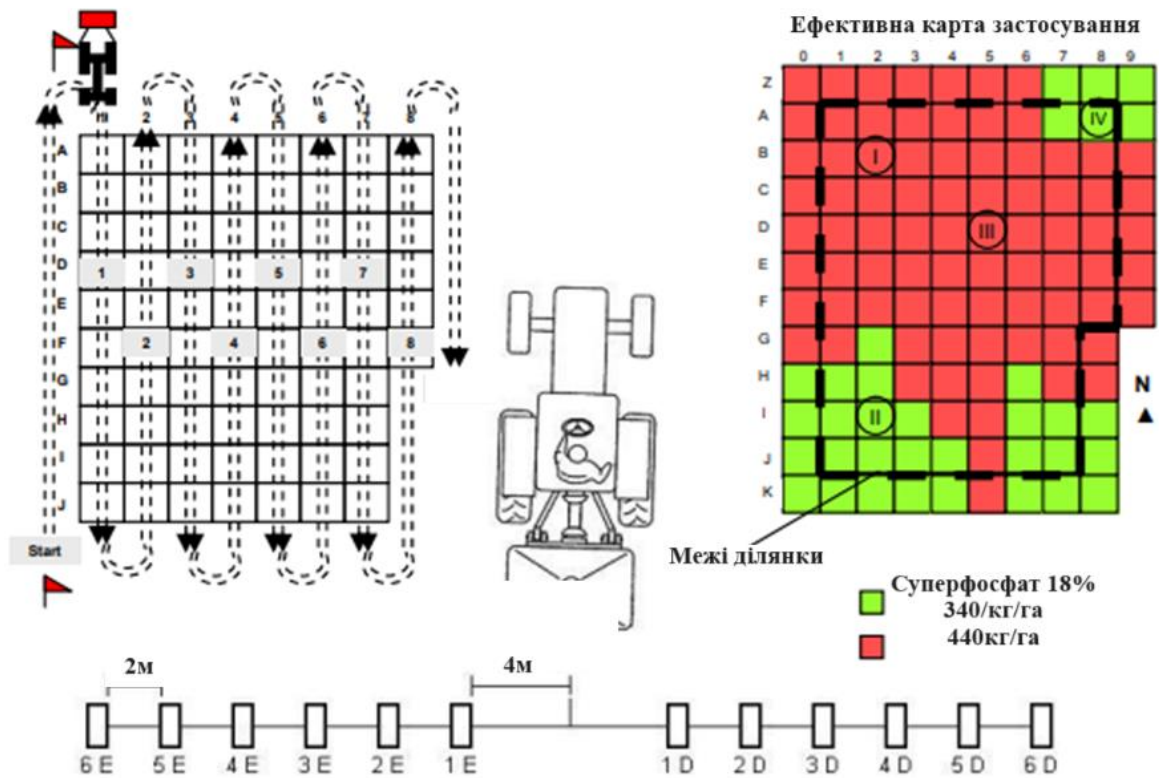 Ефективна карта застосування
1 2 3 4 5 6 7 8
A
B
C
D
E
F
G
H
I
J
1 3 5 7
2 4 6 8
Start
0 1 2 3 4 5 6 7 8 9
Z
A
B
C
D
E
F
G
H
I
J
K
IV
I
III
II
N
Межі ділянки
Суперфосфат 18%
340/кг/га
440кг/га
2м 4м
6 E 5 E 4 E 3 E 2 E 1 E 1 D 2 D 3 D 4 D 5 D 6 D